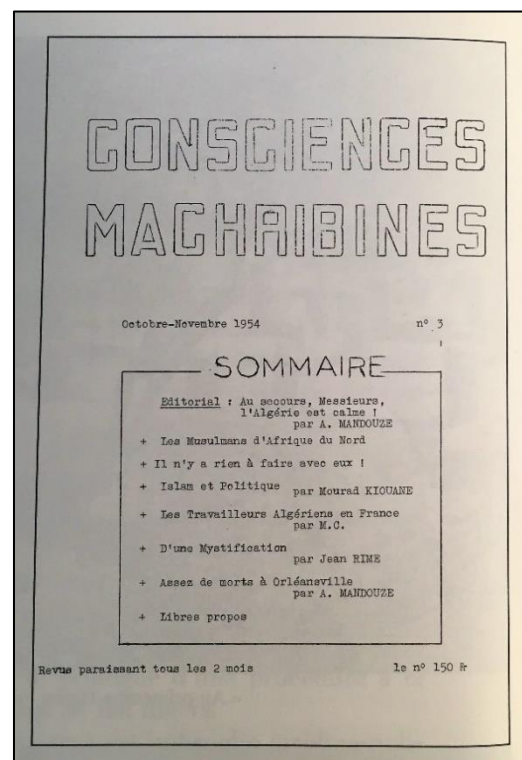 CONSCIENCES
MAGHRIBINES
Octobre-Novembre 1954 n° 3
SOMMAIRE
Editorial : Au secours, Messieurs,
l'Algérie est calme !
par A. MANDOUZE
+ Les Musulmans d'Afrique du Nord
+ Il n'y a rien à faire avec eux !
+ Islam et Politique par Mourad KIOUANE
+ Les Travailleurs Algériens en France
par M.C.
+ D'une Mystification
par Jean RIME
+ Assez de morts à Orléansville
par A. MANDOUZE
+ Libres propos
Revue paraissant tous les 2 mois le n° 150 Fr